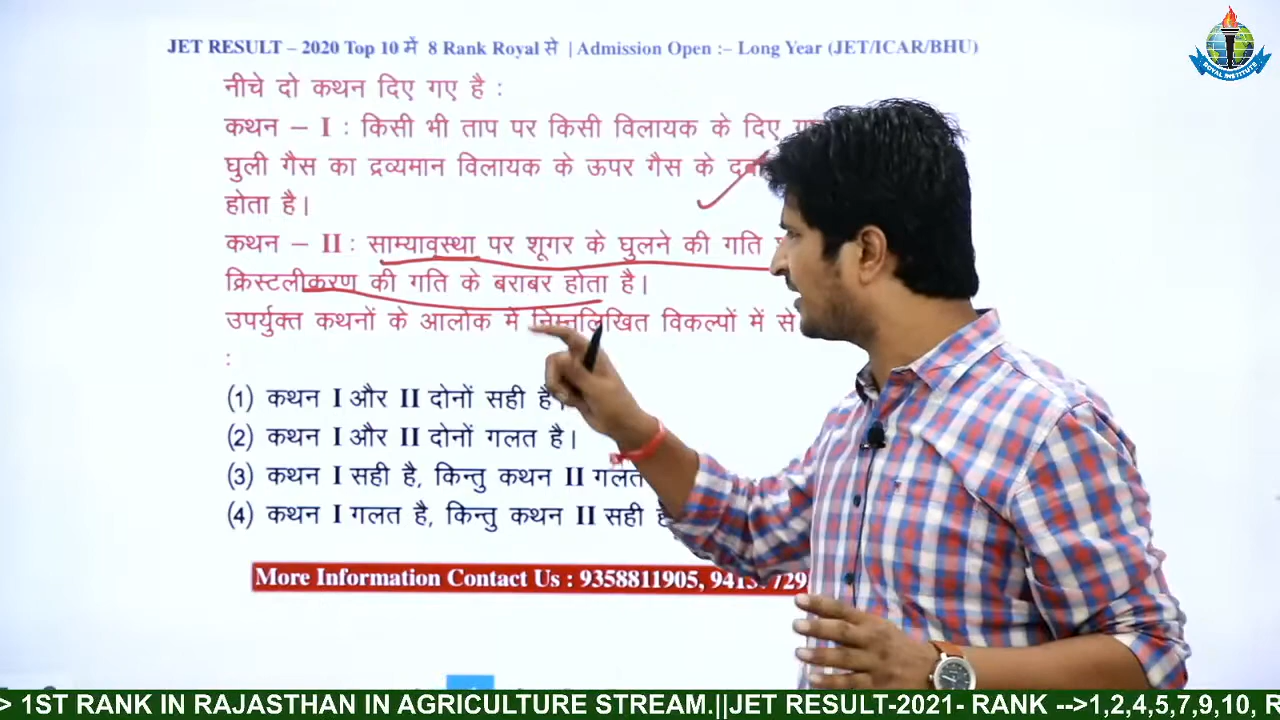 JET RESULT – 2020 Top 10 में 8 Rank Royal से | Admission Open :– Long Year (JET/ICAR/BHU)
ROYAL INSTITUTE
नीचे दो कथन दिए गए है :
कथन – I : किसी भी ताप पर किसी विलायक के दिए
घुली गैस का द्रव्यमान विलायक के ऊपर गैस के
होता है।
कथन – II : साम्यावस्था पर शूगर के घुलने की गति
क्रिस्टलीकरण की गति के बराबर होता है।
उपर्युक्त कथनों के आलोक में निम्नलिखित विकल्पों में से
:
(1) कथन I और II दोनों सही है।
(2) कथन I और II दोनों गलत है।
(3) कथन I सही है, किन्तु कथन II गलत
(4) कथन I गलत है, किन्तु कथन II सही
More Information Contact Us : 9358811905,
> 1ST RANK IN RAJASTHAN IN AGRICULTURE STREAM.||JET RESULT-2021- RANK -->1,2,4,5,7,9,10, R